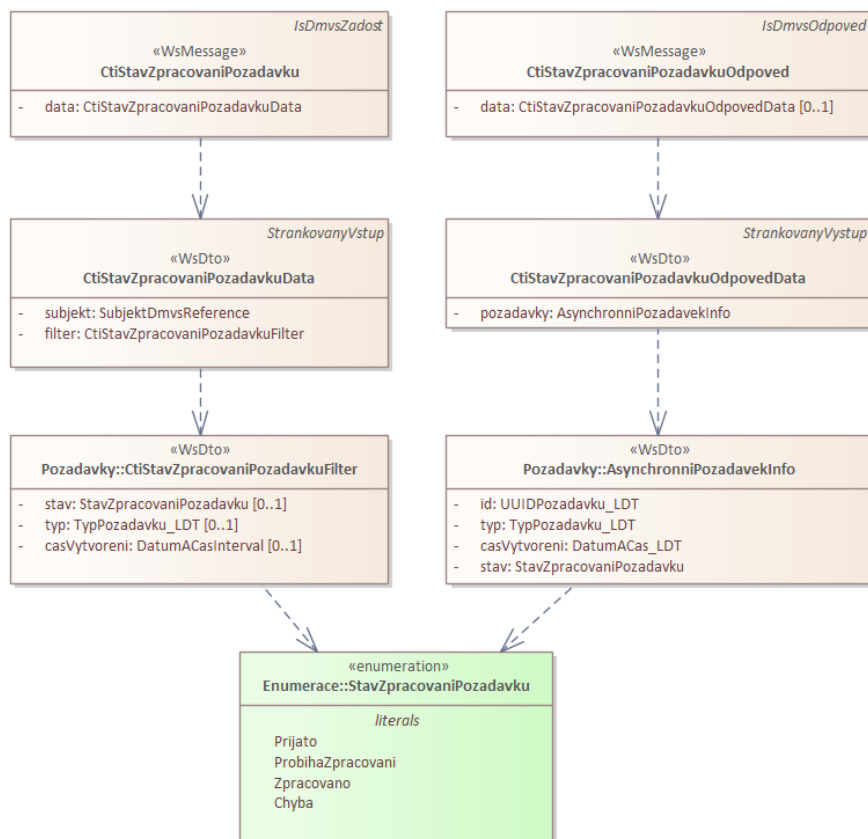 IsDmvsZadost
«WsMessage»
CtiStavZpracovaniPozadavku
- data: CtiStavZpracovaniPozadavkuData
IsDmvsOdpoved
«WsMessage»
CtiStavZpracovaniPozadavkuOdpoved
- data: CtiStavZpracovaniPozadavkuOdpovedData [0..1]
StrankovanyVstup
«WsDto»
CtiStavZpracovaniPozadavkuData
- subjekt: SubjektDmvsReference
- filter: CtiStavZpracovaniPozadavkuFilter
StrankovanyVystup
«WsDto»
CtiStavZpracovaniPozadavkuOdpovedData
- pozadavky: AsynchronniPozadavekInfo
«WsDto»
Pozadavky::CtiStavZpracovaniPozadavkuFilter
- stav: StavZpracovaniPozadavku [0..1]
- typ: TypPozadavku_LDT [0..1]
- casVytvoreni: DatumACasInterval [0..1]
«WsDto»
Pozadavky::AsynchronniPozadavekInfo
- id: UUIDPozadavku_LDT
- typ: TypPozadavku_LDT
- casVytvoreni: DatumACas_LDT
- stav: StavZpracovaniPozadavku
«enumeration»
Enumerace::StavZpracovaniPozadavku
literals
Prijato
ProbihaZpracovani
Zpracovano
Chyba